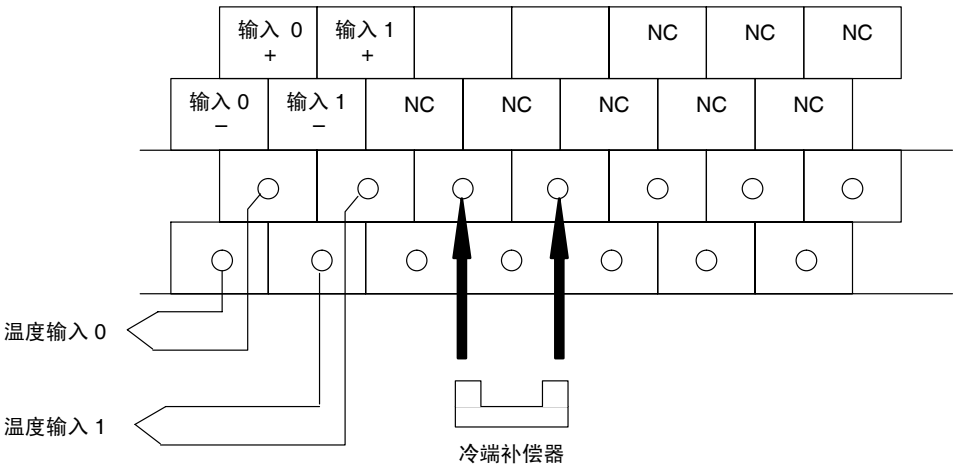 输入 0 输入 1 NC NC NC
+ +
输入 0 输入 1 NC NC NC NC NC
− −
温度输入 0
温度输入 1
冷端补偿器